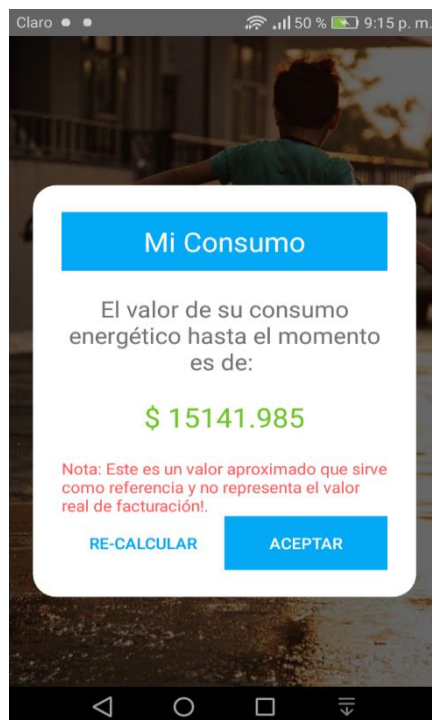 Claro 50 % 9:15 p. m.
Mi Consumo
El valor de su consumo
energético hasta el momento
es de:
$ 15141.985
Nota: Este es un valor aproximado que sirve
como referencia y no representa el valor
real de facturación!.
RE-CALCULAR ACEPTAR